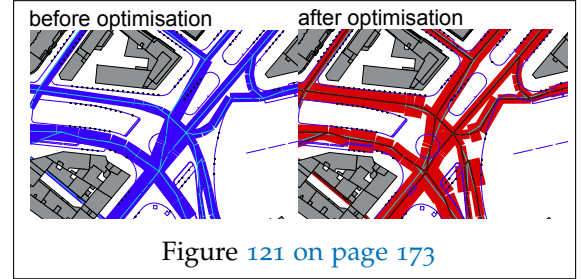 before optimisation
after optimisation
Figure 121 on page 173